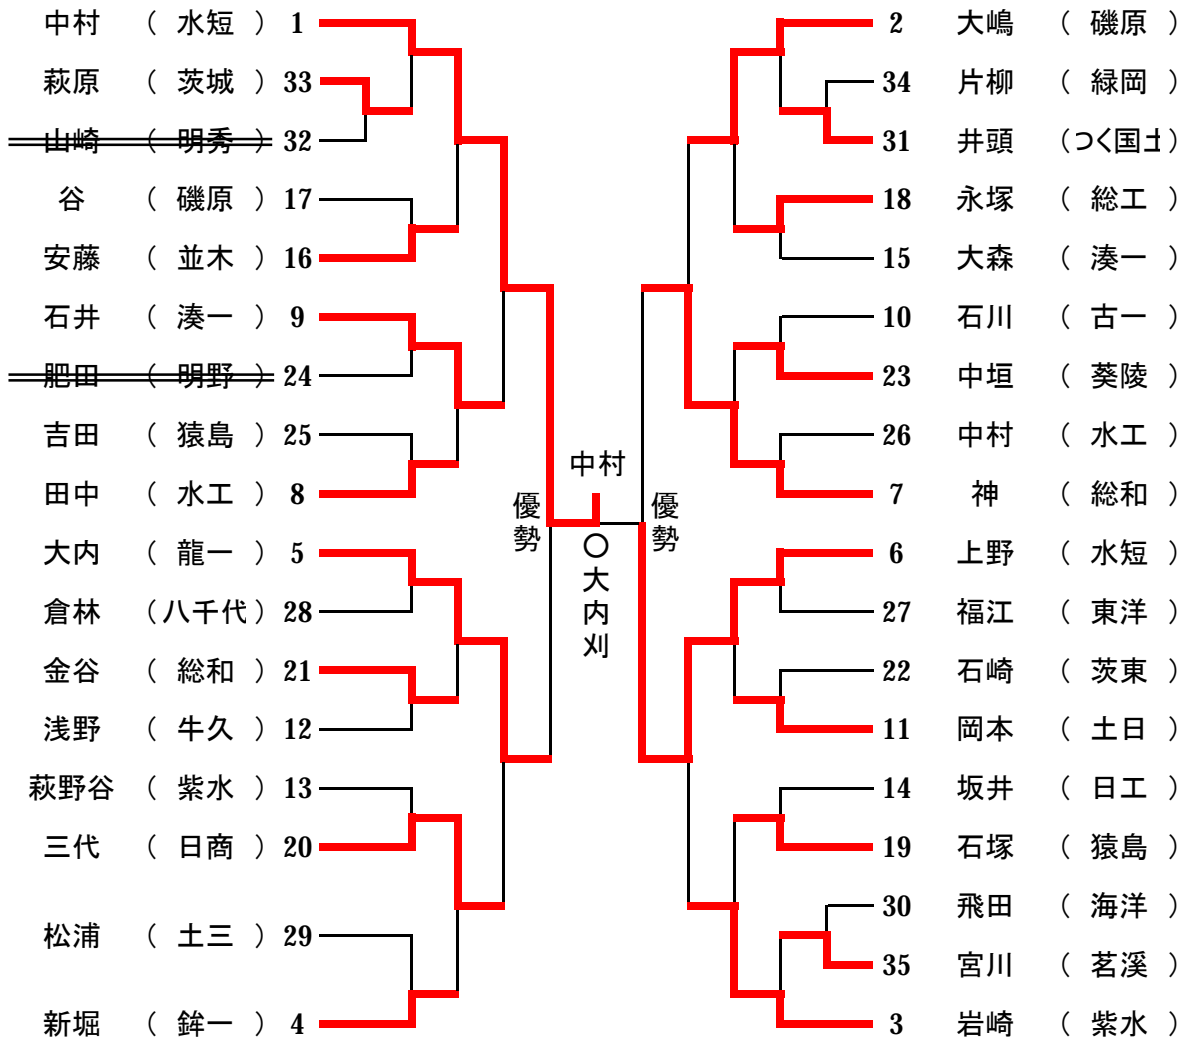 中村 （ 水短 ） 1
萩原 （ 茨城 ） 33
山崎 （ 明秀 ） 32
谷 （ 磯原 ） 17
安藤 （ 並木 ） 16
石井 （ 湊一 ） 9
肥田 （ 明野 ） 24
吉田 （ 猿島 ） 25
田中 （ 水工 ） 8
大内 （ 龍一 ） 5
倉林 （八千代） 28
金谷 （ 総和 ） 21
浅野 （ 牛久 ） 12
萩野谷 （ 紫水 ） 13
三代 （ 日商 ） 20
松浦 （ 土三 ） 29
新堀 （ 鉾一 ） 4
優勢
中村
〇大内刈
優勢
2 大嶋 （ 磯原 ）
34 片柳 （ 緑岡 ）
31 井頭 （つく国土）
18 永塚 （ 総工 ）
15 大森 （ 湊一 ）
10 石川 （ 古一 ）
23 中垣 （ 葵陵 ）
26 中村 （ 水工 ）
7 神 （ 総和 ）
6 上野 （ 水短 ）
27 福江 （ 東洋 ）
22 石崎 （ 茨東 ）
11 岡本 （ 土日 ）
14 坂井 （ 日工 ）
19 石塚 （ 猿島 ）
30 飛田 （ 海洋 ）
35 宮川 （ 茗溪 ）
3 岩崎 （ 紫水 ）